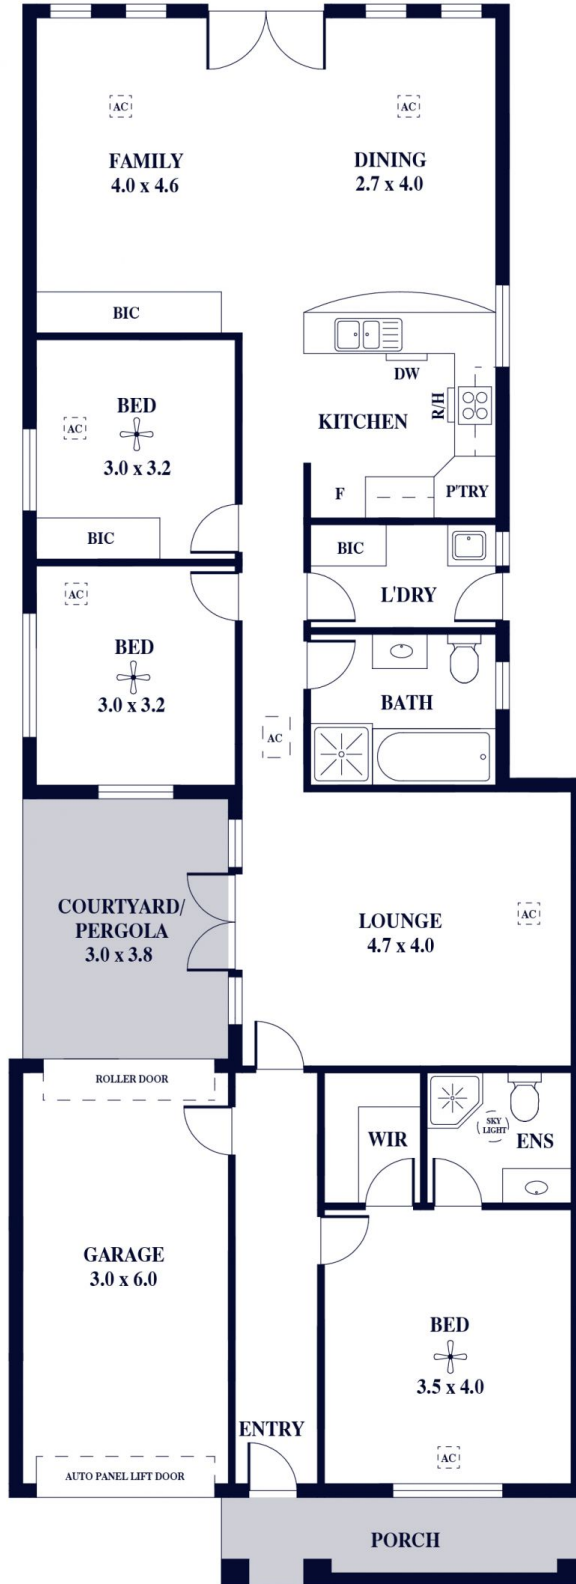 AC
AC
FAMILY
4.0 x 4.6
DINING
2.7 x 4.0
BIC
DW
R/H
KITCHEN
F
P'TRY
BED
AC
3.0 x 3.2
BIC
BIC
L'DRY
AC
BED
3.0 x 3.2
BATH
AC
COURTYARD/
PERGOLA
3.0 x 3.8
LOUNGE
4.7 x 4.0
AC
ROLLER DOOR
WIR
SKY
LIGHT
ENS
GARAGE
3.0 x 6.0
BED
3.5 x 4.0
AC
ENTRY
AUTO PANEL LIFT DOOR
PORCH